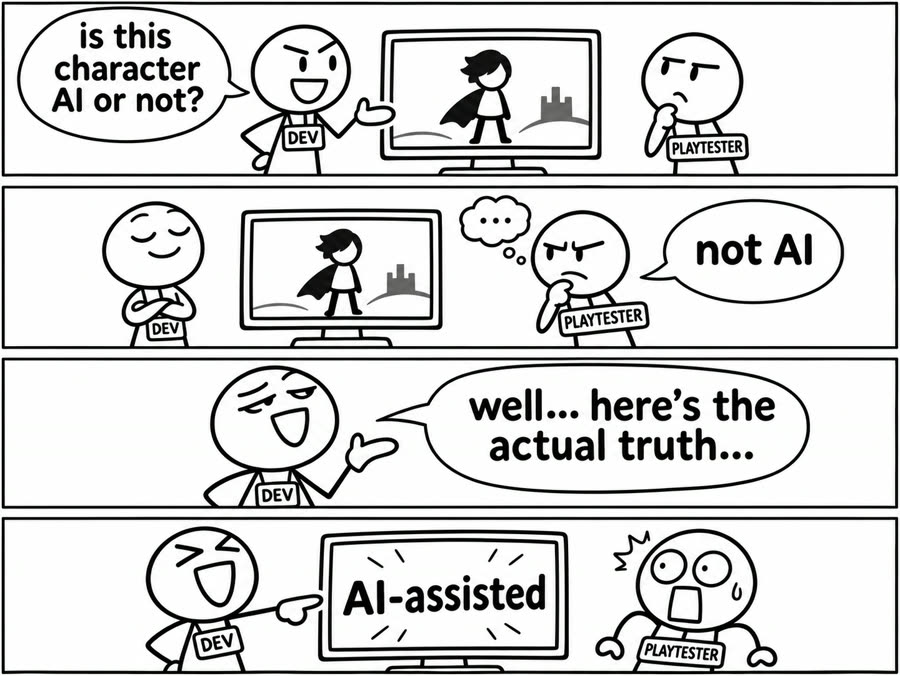 is this
character
AI or not?
DEV
PLAYTESTER
...
not AI
DEV
PLAYTESTER
well... here's the
actual truth...
DEV
AI-assisted
DEV
PLAYTESTER